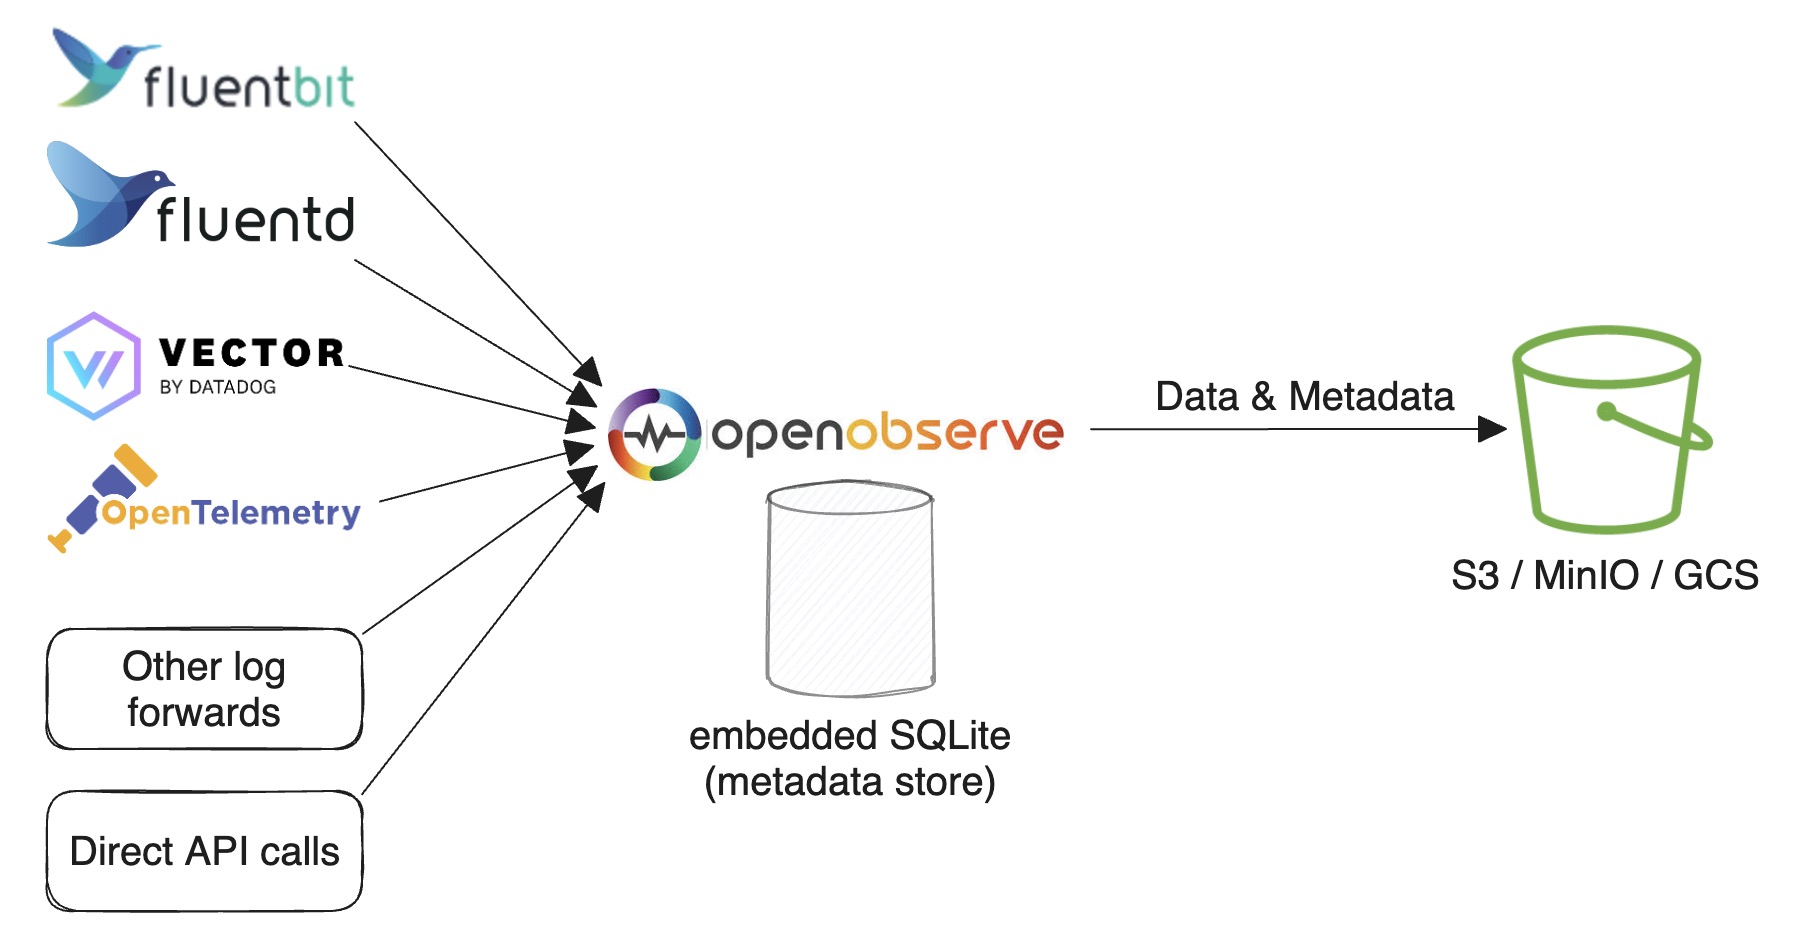 fluentbit
fluentd
VECTOR
BY DATADOG
OpenTelemetry
Other log
forwards
Direct API calls
openobserve
embedded SQLite
(metadata store)
Data & Metadata
S3 / MinIO / GCS